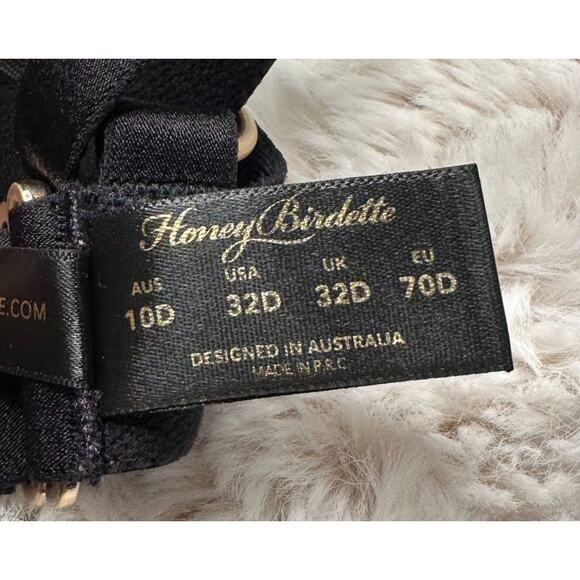 Honey Birdette
AUS USA UK EU
10D 32D 32D 70D
DESIGNED IN AUSTRALIA
MADE IN P.R.C
E.COM